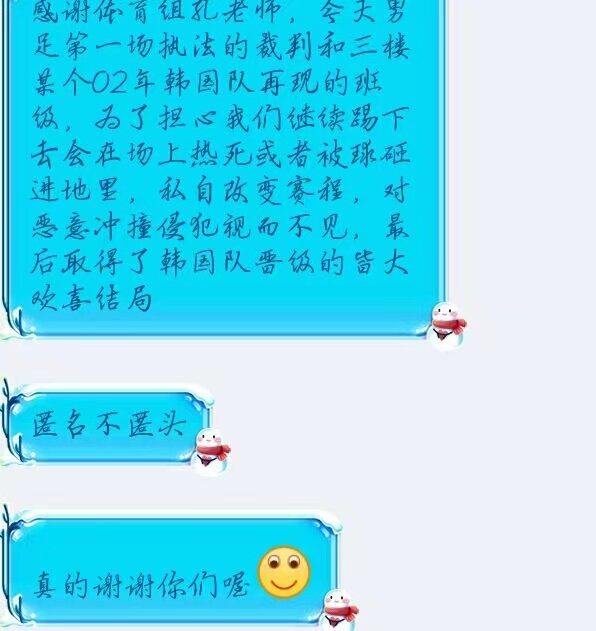 感谢体育组孔老师，今天男
足第一场执法的裁判和三楼
某个02年韩国队再现的班
级，为了担心我们继续踢下
去会在场上热死或者被球砸
进地里，私自改变赛程，对
恶意冲撞侵犯视而不见，最
后取得了韩国队晋级的皆大
欢喜结局
匿名不匿头
真的谢谢你们喔